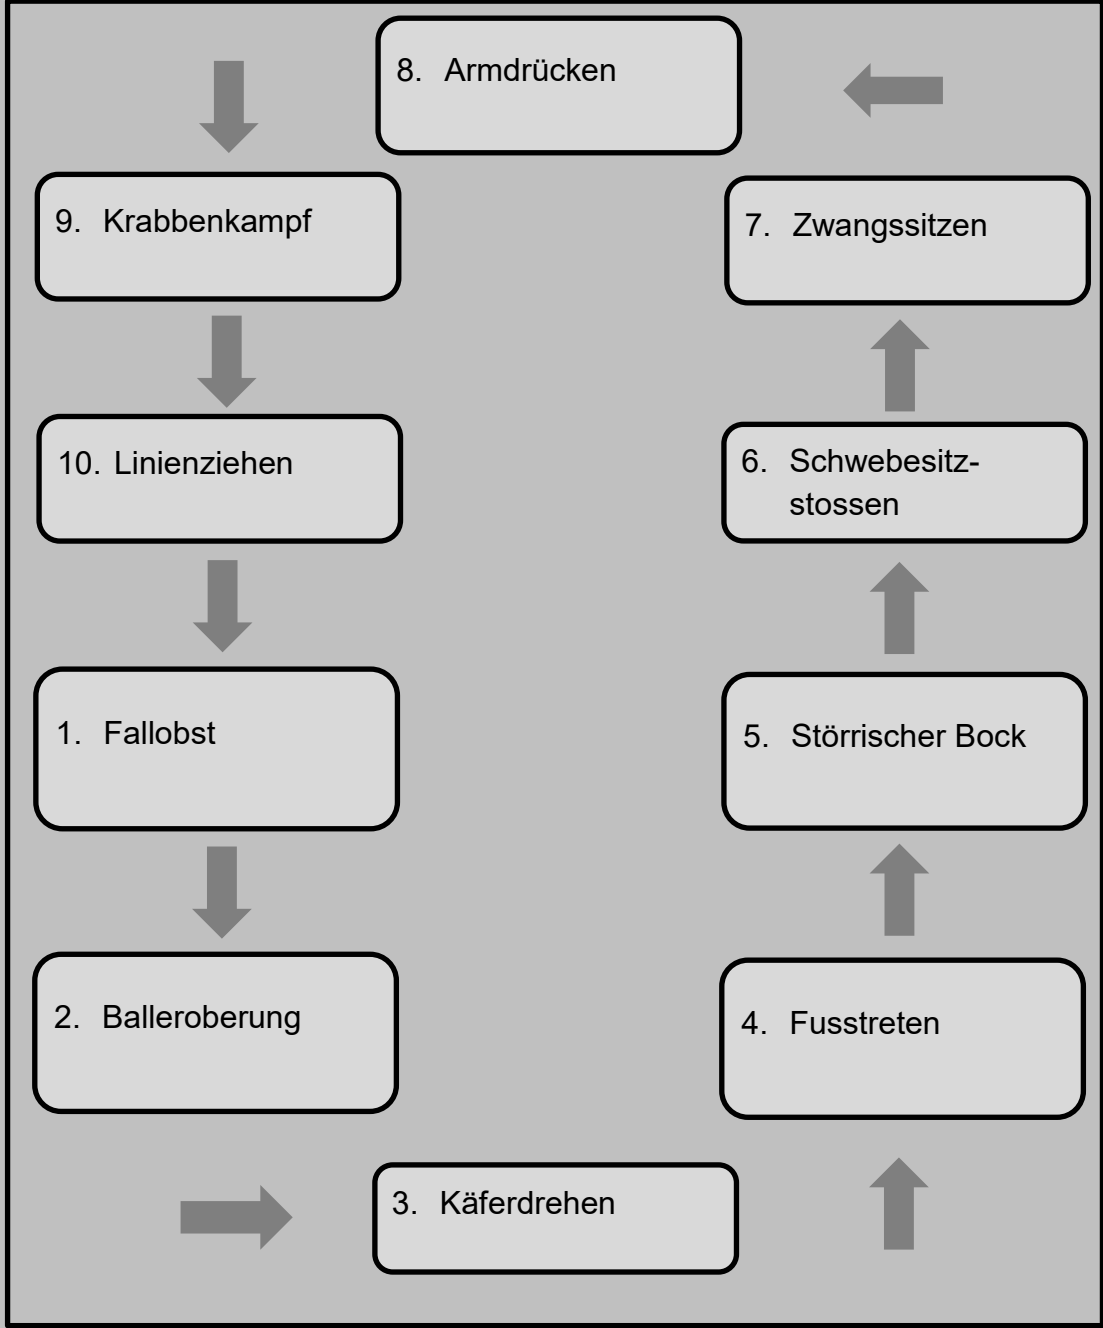 8. Armdrücken
9. Krabbenkampf
7. Zwangssitzen
10. Linienziehen
6. Schwebesitz-
stossen
1. Fallobst
5. Störrischer Bock
2. Balleroberung
4. Fusstreten
3. Käferdrehen